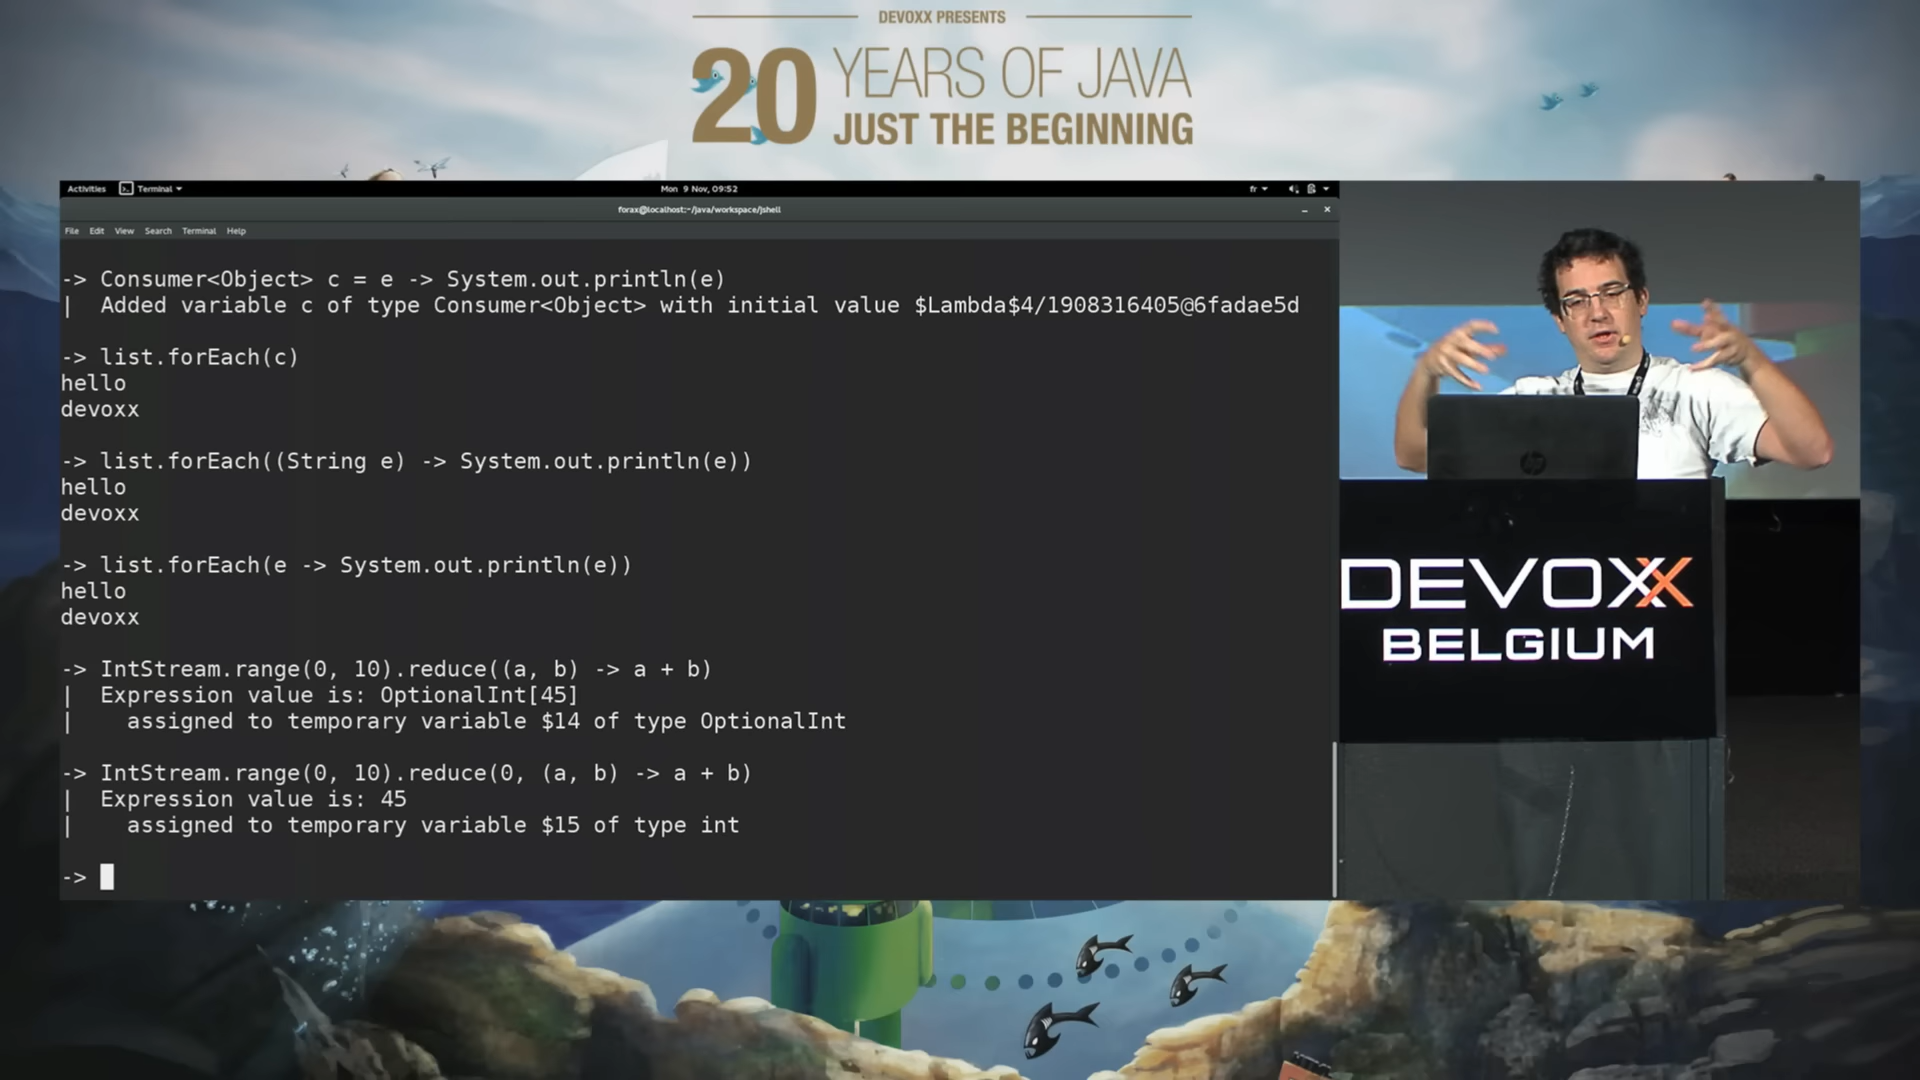 DEVOXX PRESENTS
20 YEARS OF JAVA
JUST THE BEGINNING
Activities Terminal Mon 9 Nov, 09:52 fr
forax@localhost:~/java/workspace/jshell
File Edit View Search Terminal Help
-> Consumer<Object> c = e -> System.out.println(e)
| Added variable c of type Consumer<Object> with initial value $Lambda$4/1908316405@6fadae5d
-> list.forEach(c)
hello
devoxx
-> list.forEach((String e) -> System.out.println(e))
hello
devoxx
-> list.forEach(e -> System.out.println(e))
hello
devoxx
-> IntStream.range(0, 10).reduce((a, b) -> a + b)
| Expression value is: OptionalInt[45]
| assigned to temporary variable $14 of type OptionalInt
-> IntStream.range(0, 10).reduce(0, (a, b) -> a + b)
| Expression value is: 45
| assigned to temporary variable $15 of type int
->
hp
DEVOXX
BELGIUM